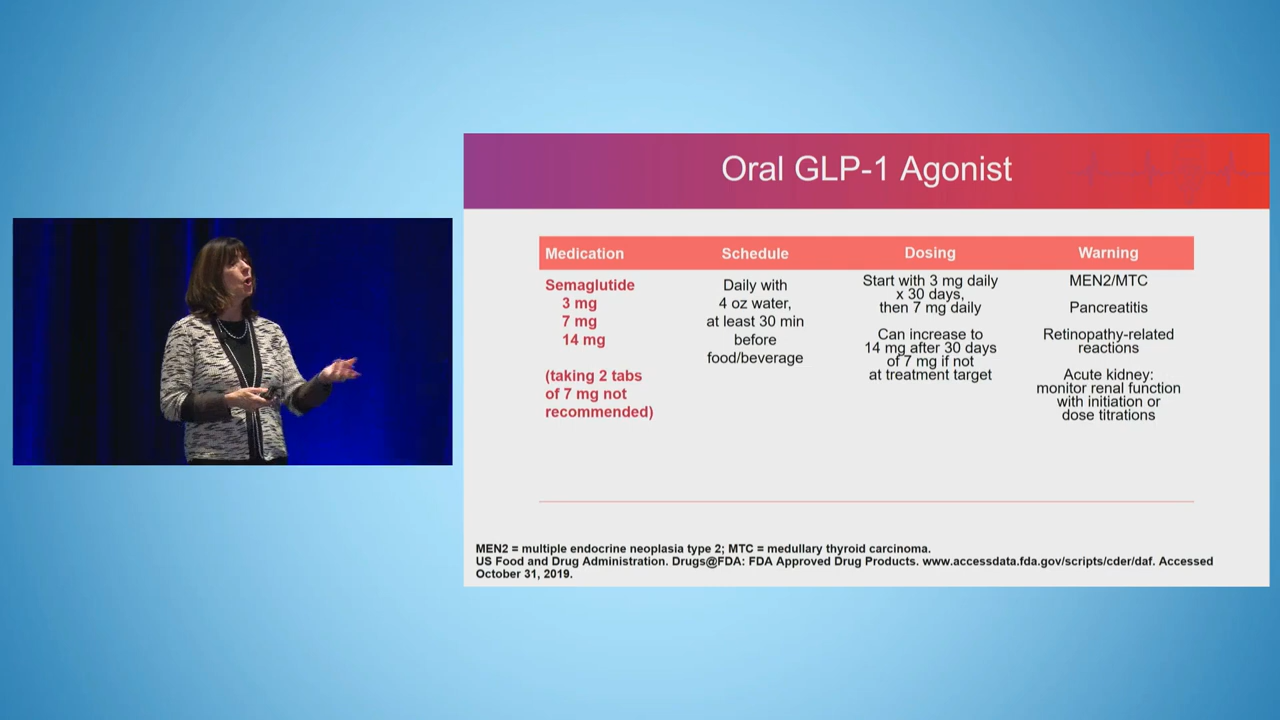 Oral GLP-1 Agonist
Medication
Schedule
Dosing
Warning
Semaglutide
3 mg
7 mg
14 mg
(taking 2 tabs
of 7 mg not
recommended)
Daily with
4 oz water,
at least 30 min
before
food/beverage
Start with 3 mg daily
x 30 days,
then 7 mg daily
Can increase to
14 mg after 30 days
of 7 mg if not
at treatment target
MEN2/MTC
Pancreatitis
Retinopathy-related
reactions
Acute kidney:
monitor renal function
with initiation or
dose titrations
MEN2 = multiple endocrine neoplasia type 2; MTC = medullary thyroid carcinoma.
US Food and Drug Administration. Drugs@FDA: FDA Approved Drug Products. www.accessdata.fda.gov/scripts/cder/daf. Accessed
October 31, 2019.